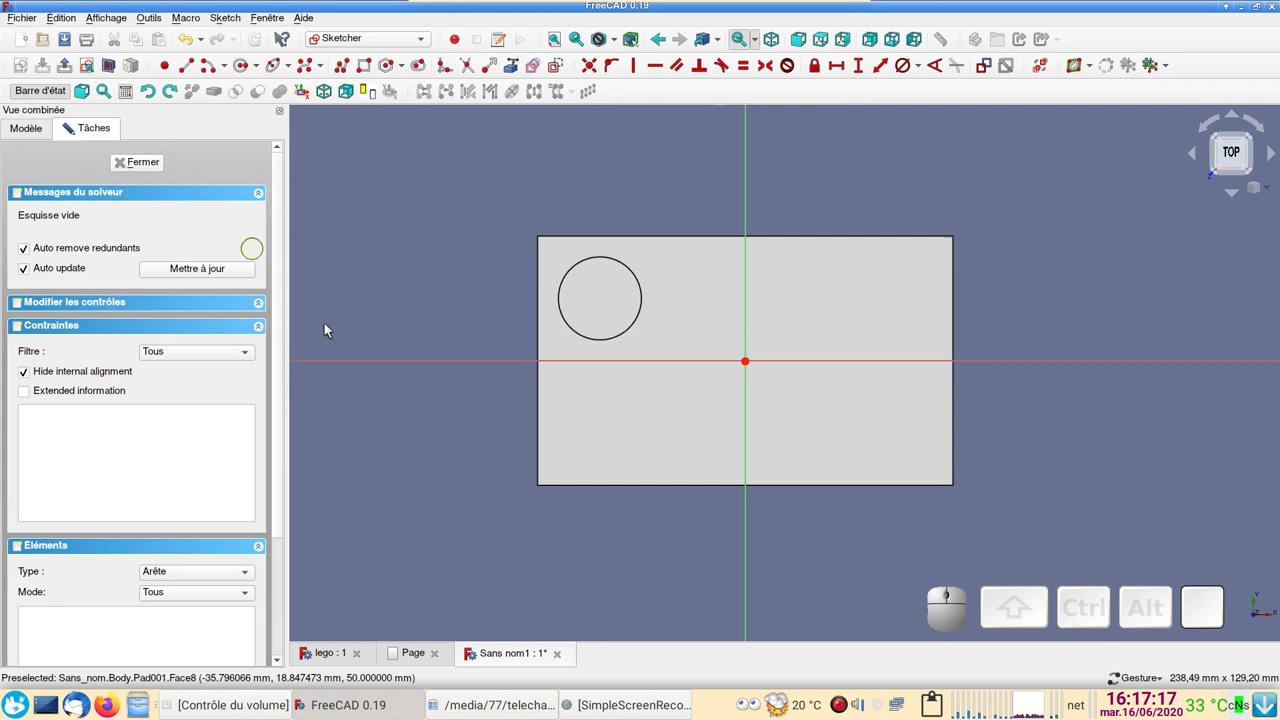 FreeCAD 0.19
Fichier Édition Affichage Outils Macro Sketch Fenêtre Aide
Sketcher
Barre d'état
Vue combinée
Modèle Tâches
Fermer
Messages du solveur
Esquisse vide
Auto remove redundants
Auto update Mettre à jour
Modifier les contrôles
Contraintes
Filtre : Tous
Hide internal alignment
Extended information
Éléments
Type : Arête
Mode: Tous
TOP
Ctrl Alt
Y
X
lego : 1 Page Sans nom1 : 1*
Preselected: Sans_nom.Body.Pad001.Face8 (-35.796066 mm, 18.847473 mm, 50.000000 mm) Gesture 238,49 mm x 129,20 mm
[Contrôle du volume] FreeCAD 0.19 /media/77/telecha... [SimpleScreenReco... 20 °C net 16:17:17 mar.16/06/2020 33 °C